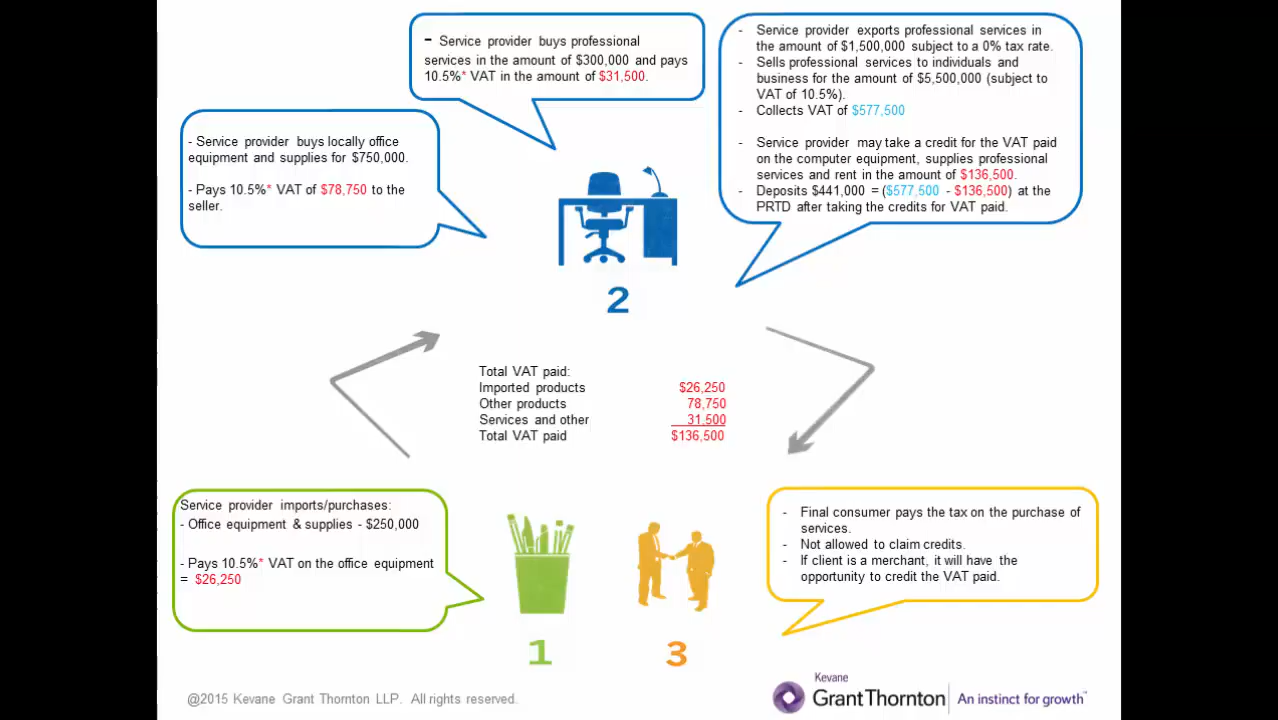 - Service provider buys professional
services in the amount of $300,000 and pays
10.5%* VAT in the amount of $31,500.
- Service provider exports professional services in
the amount of $1,500,000 subject to a 0% tax rate.
- Sells professional services to individuals and
business for the amount of $5,500,000 (subject to
VAT of 10.5%).
- Collects VAT of $577,500
- Service provider may take a credit for the VAT paid
on the computer equipment, supplies professional
services and rent in the amount of $136,500.
- Deposits $441,000 = ($577,500 - $136,500) at the
PRTD after taking the credits for VAT paid.
- Service provider buys locally office
equipment and supplies for $750,000.
- Pays 10.5%* VAT of $78,750 to the
seller.
2
Total VAT paid:
Imported products $26,250
Other products 78,750
Services and other 31,500
Total VAT paid $136,500
Service provider imports/purchases:
- Office equipment & supplies - $250,000
- Pays 10.5%* VAT on the office equipment
= $26,250
- Final consumer pays the tax on the purchase of
services.
- Not allowed to claim credits.
- If client is a merchant, it will have the
opportunity to credit the VAT paid.
1
3
@2015 Kevane Grant Thornton LLP. All rights reserved.
Kevane
GrantThornton
An instinct for growth™